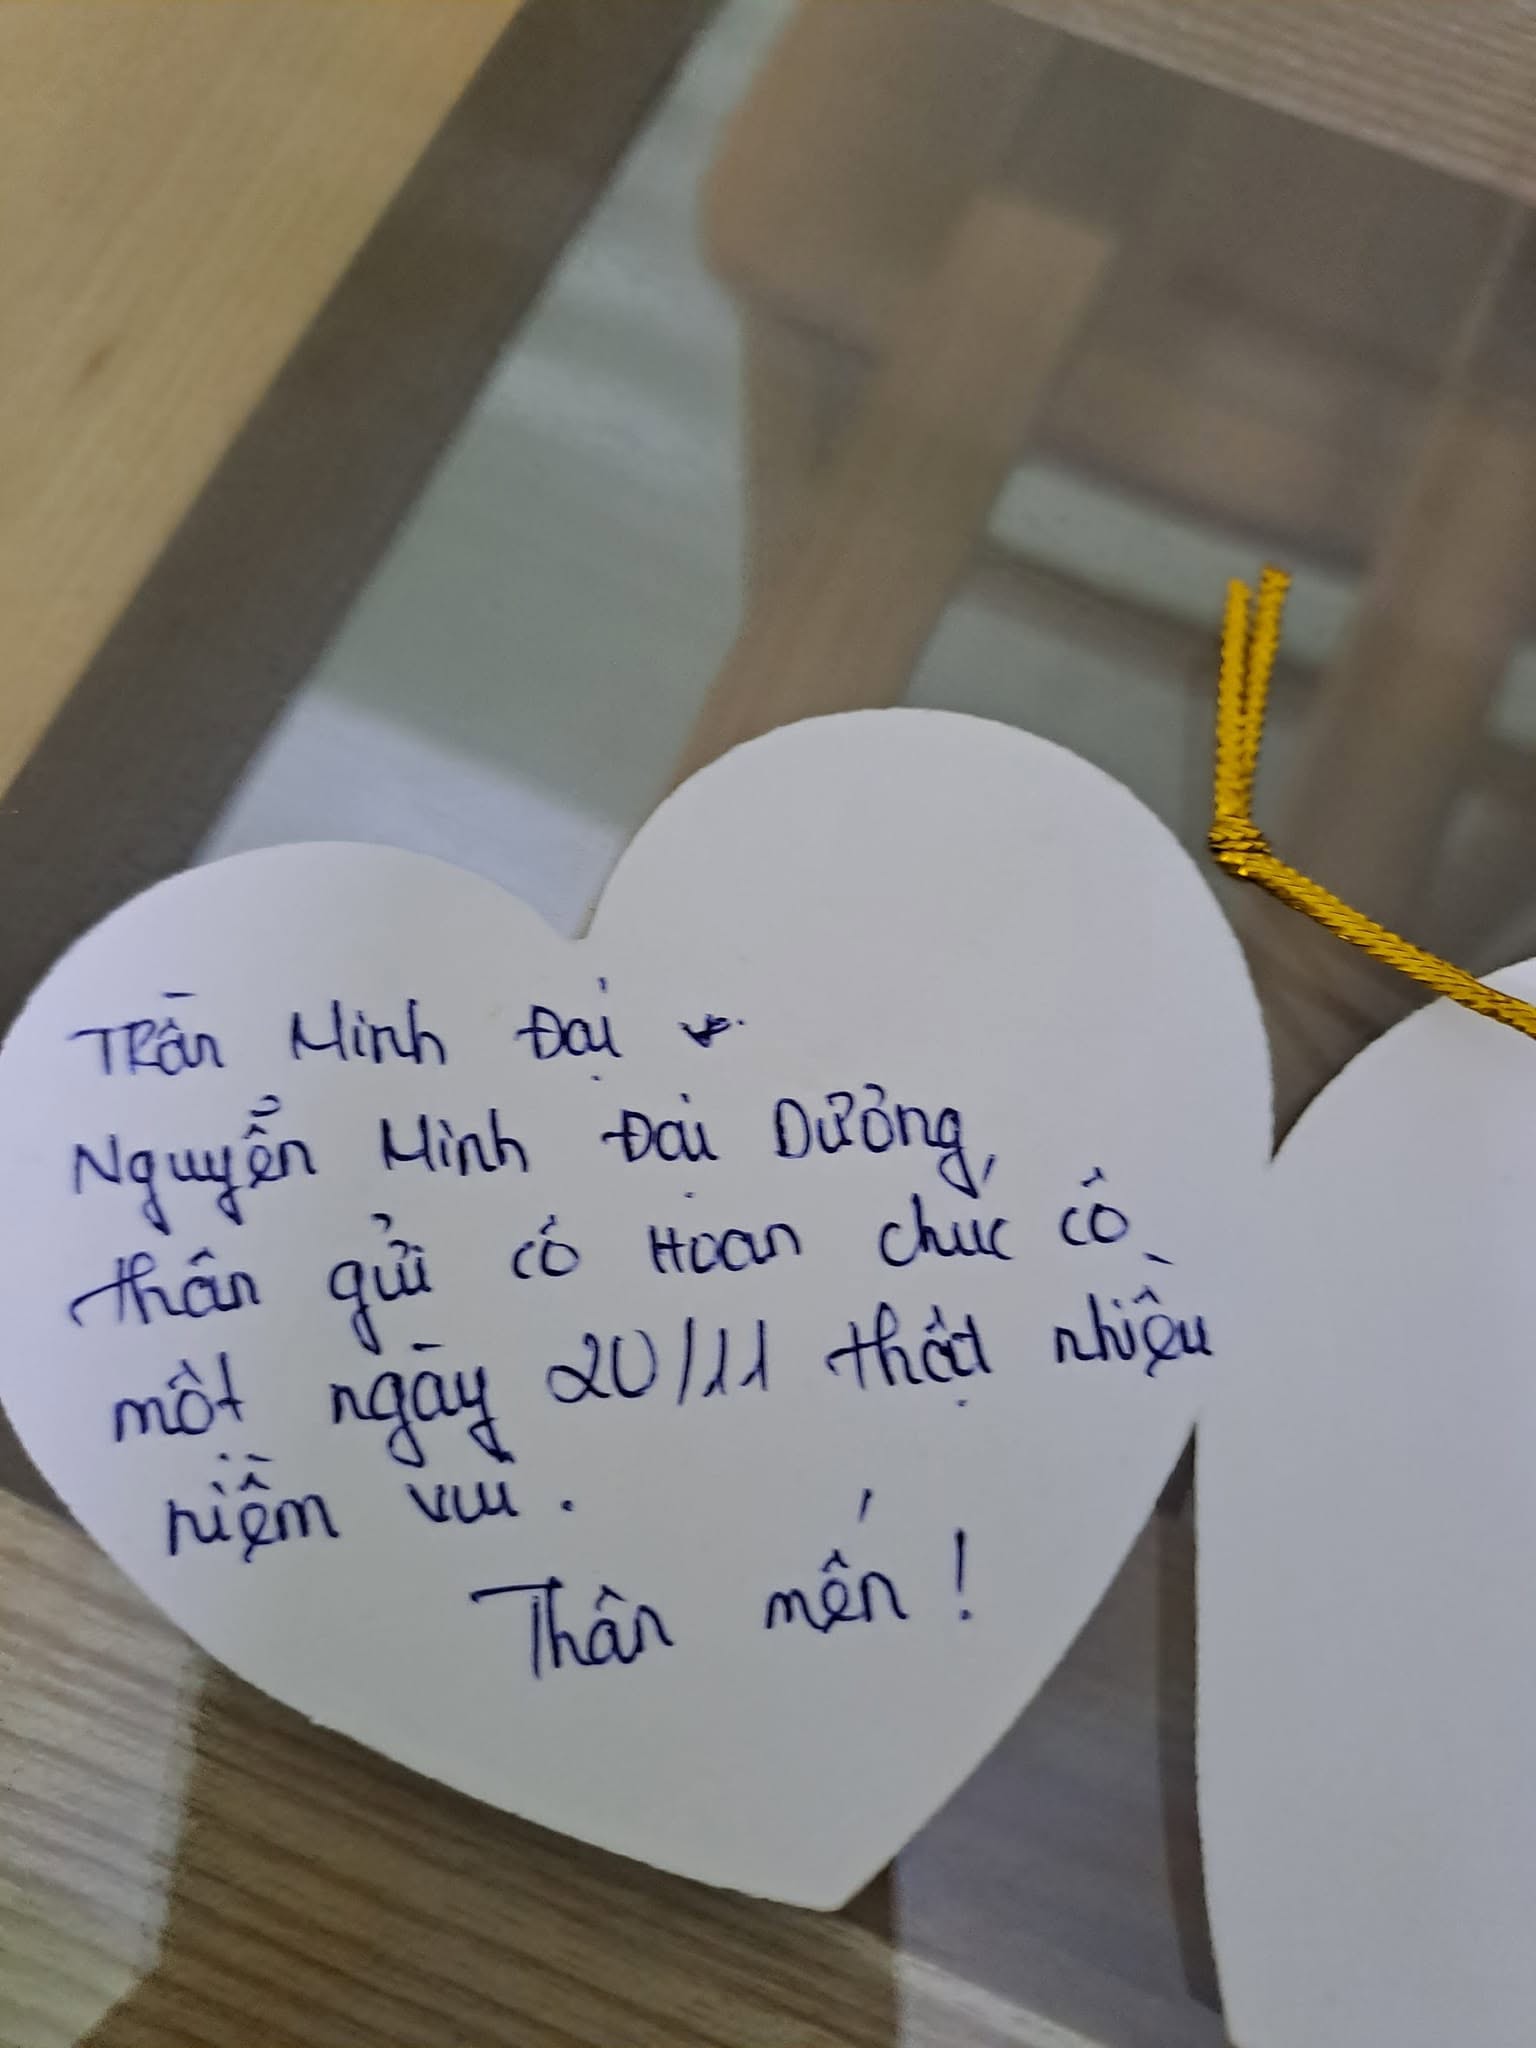 Trần Minh Đại &
Nguyễn Minh Đại Dưỡng,
thân gửi cô Hoan chúc cô
một ngày 20/11 thật nhiều
niềm vui.
Thân mến!